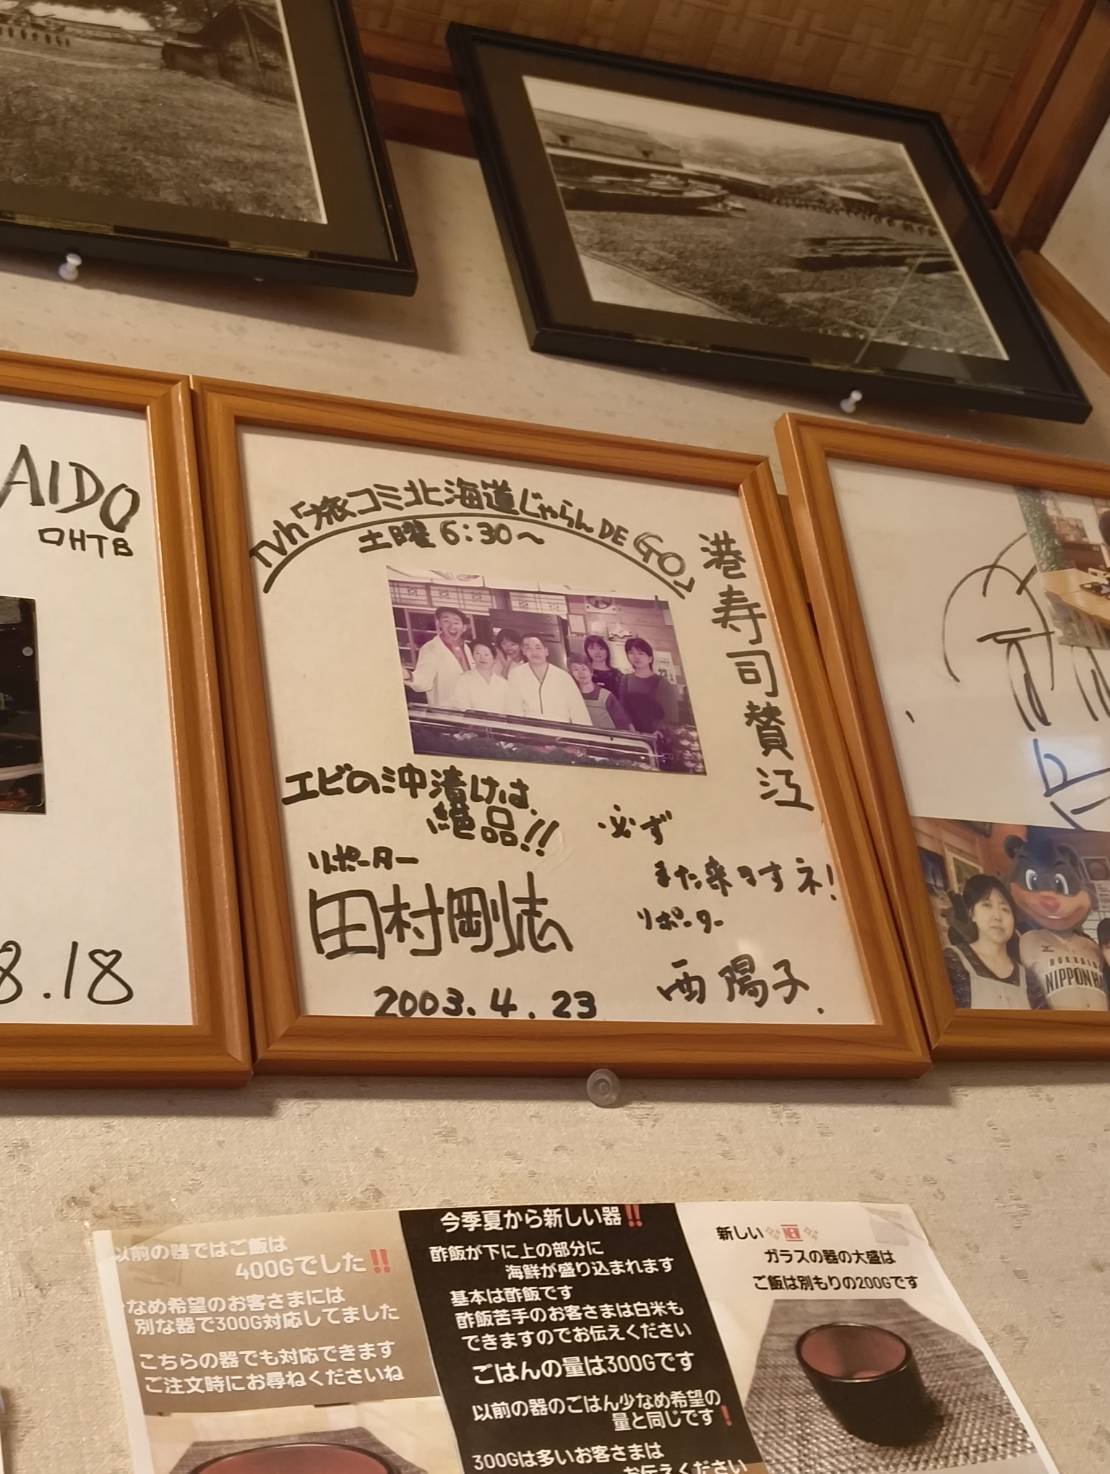 AIDO
HTB
8.18
TVh「旅コミ北海道じゃらん DE GO」
土曜 6:30～
港寿司賛江
エビの沖漬けは
絶品!!
リポーター
田村剛志
2003.4.23
必ず
また来ますネ!
リポーター
西陽子.
NIPPONH
以前の器ではご飯は
400Gでした‼
なめ希望のお客さまには
別な器で300G対応してました
こちらの器でも対応できます
ご注文時にお尋ねくださいね
今季夏から新しい器‼
酢飯が下に上の部分に
海鮮が盛り込まれます
基本は酢飯です
酢飯苦手のお客さまは白米も
できますのでお伝えください
ごはんの量は300Gです
以前の器のごはん少なめ希望の
量と同じです❗
300Gは多いお客さまは
お伝えください
新しい NEW
ガラスの器の大盛は
ご飯は別もりの200Gです